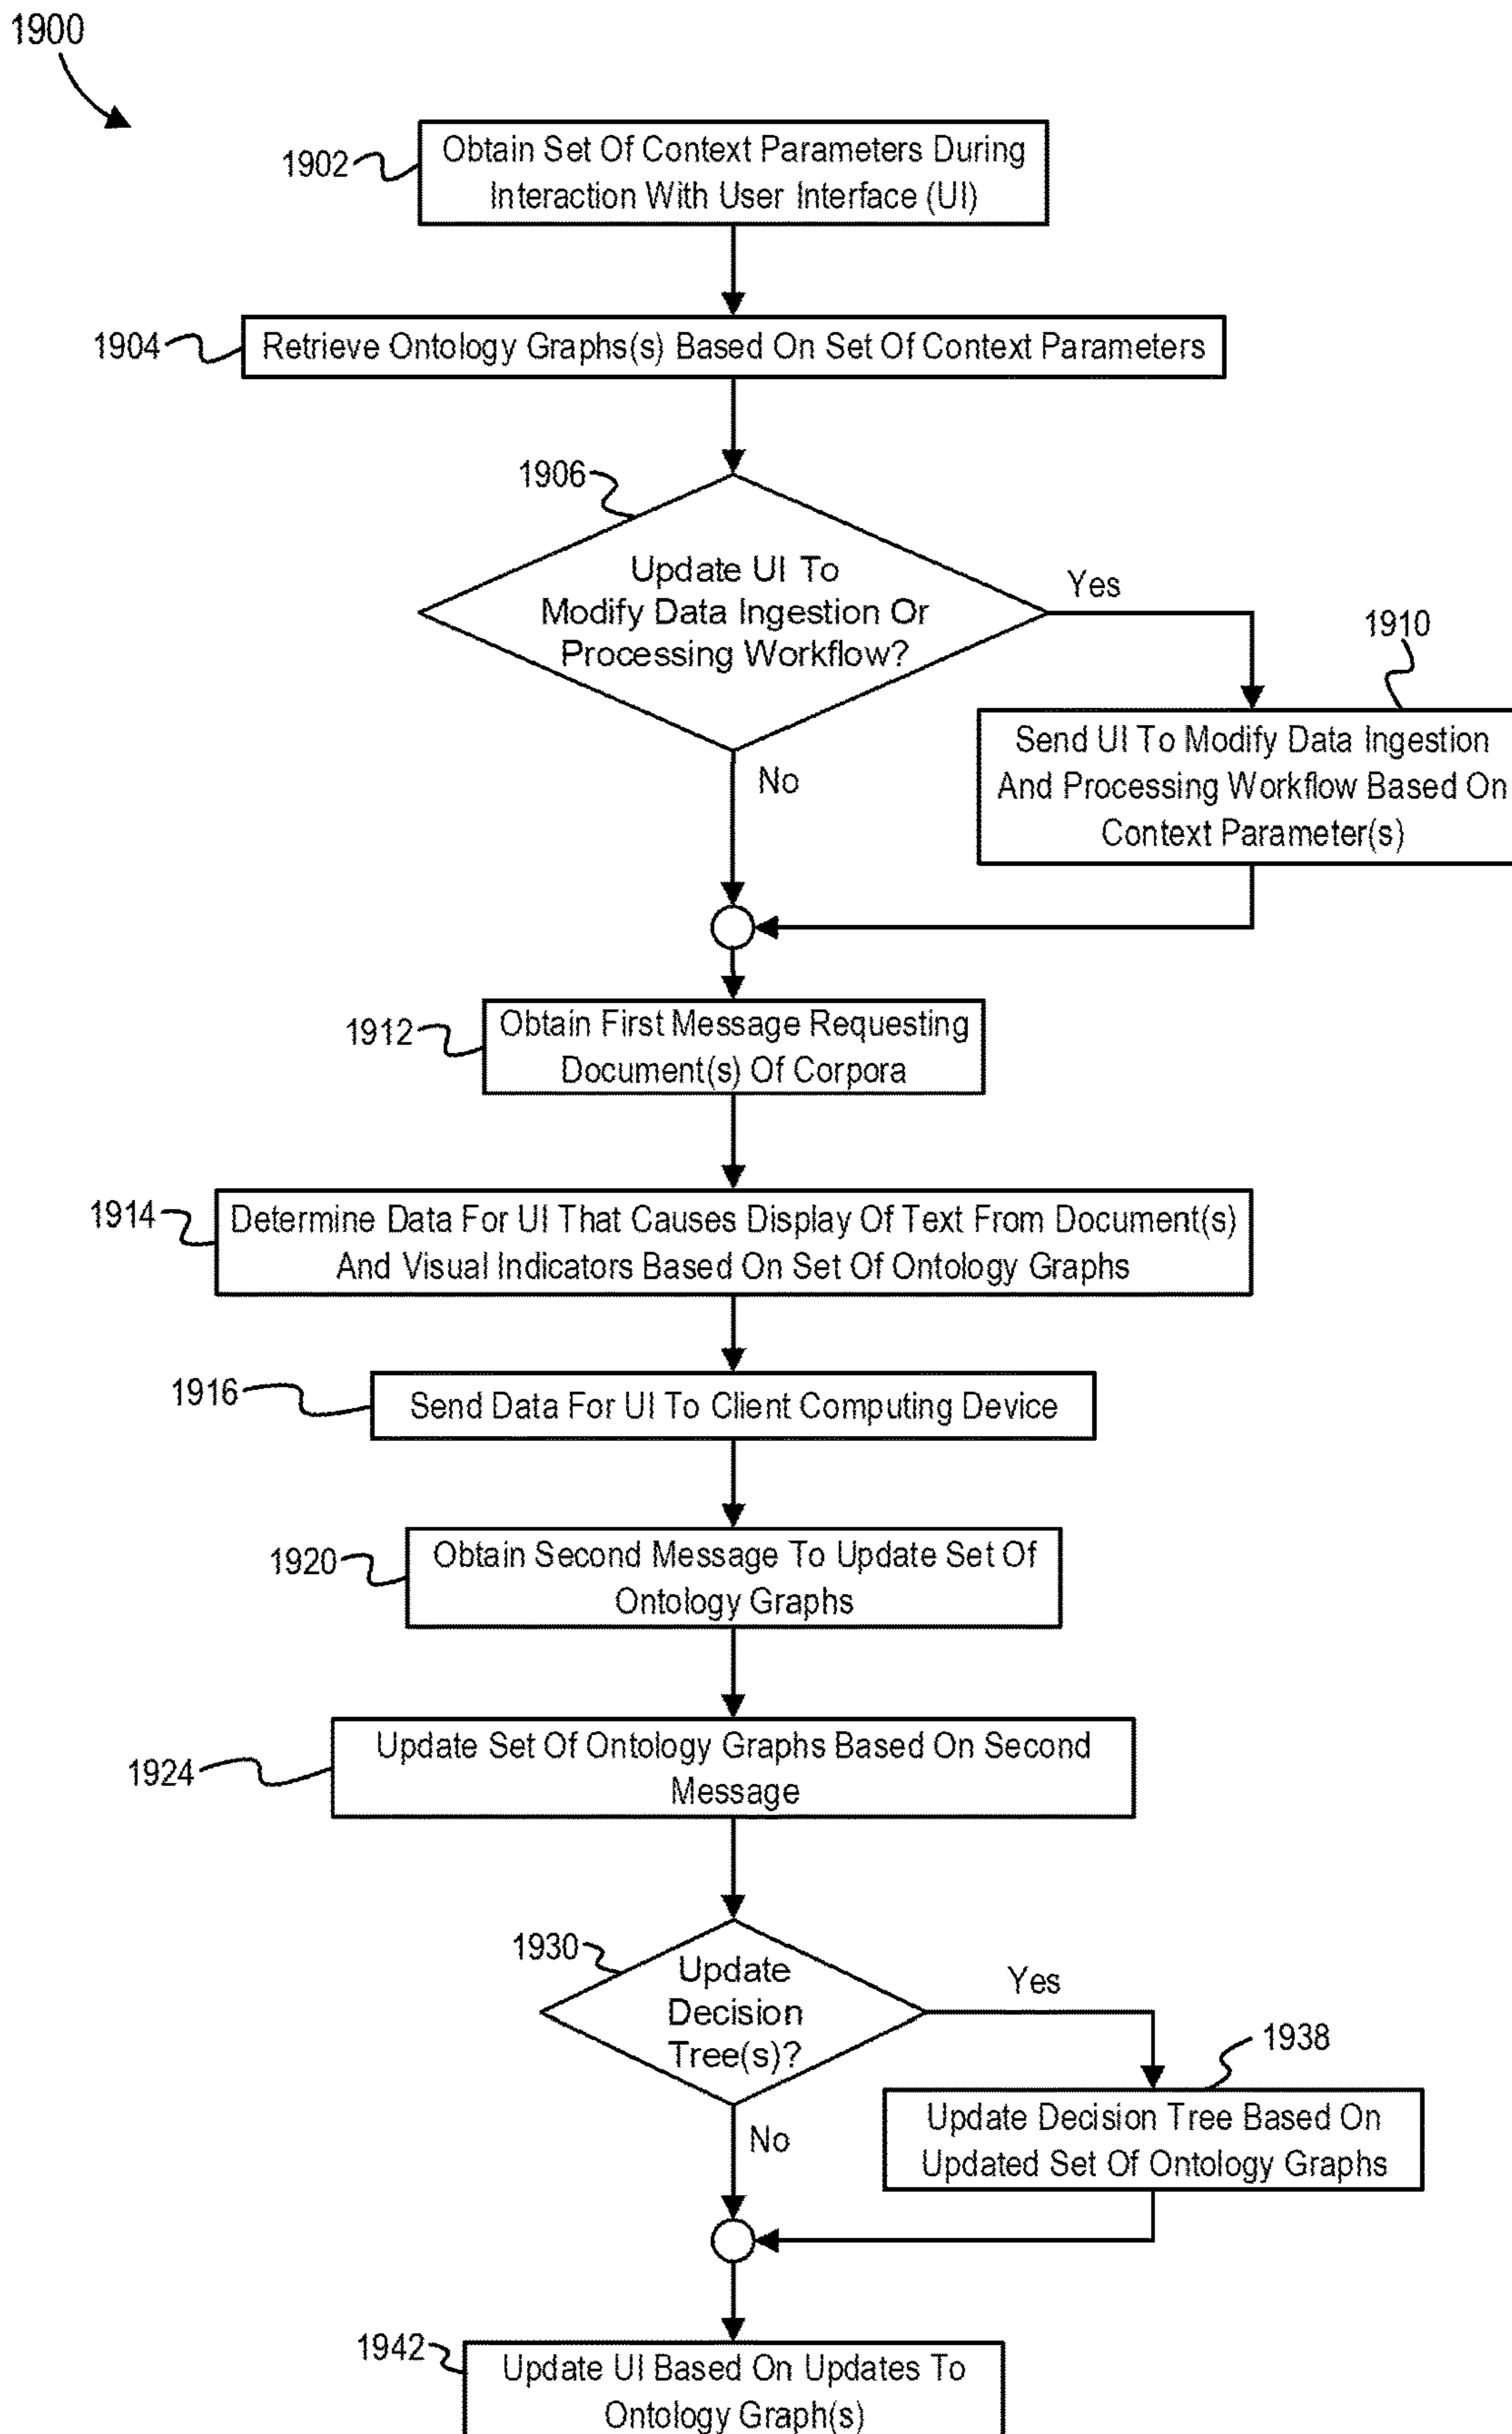 1900
1902
Obtain Set Of Context Parameters During
Interaction With User Interface (UI)
1904
Retrieve Ontology Graphs(s) Based On Set Of Context Parameters
1906
Update UI To
Modify Data Ingestion Or
Processing Workflow?
Yes
1910
Send UI To Modify Data Ingestion
And Processing Workflow Based On
Context Parameter(s)
No
1912
Obtain First Message Requesting
Document(s) Of Corpora
1914
Determine Data For UI That Causes Display Of Text From Document(s)
And Visual Indicators Based On Set Of Ontology Graphs
1916
Send Data For UI To Client Computing Device
1920
Obtain Second Message To Update Set Of
Ontology Graphs
1924
Update Set Of Ontology Graphs Based On Second
Message
1930
Update
Decision
Tree(s)?
Yes
1938
Update Decision Tree Based On
Updated Set Of Ontology Graphs
No
1942
Update UI Based On Updates To
Ontology Graph(s)